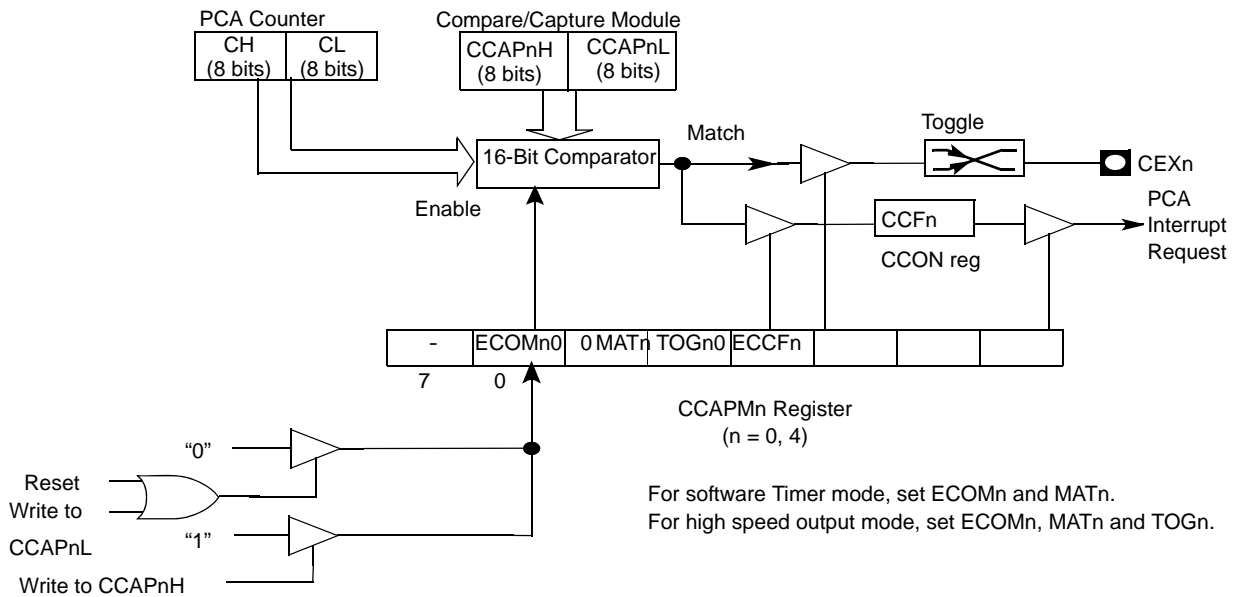 PCA Counter
CH
(8 bits)
CL
(8 bits)
Compare/Capture Module
CCAPnH
(8 bits)
CCAPnL
(8 bits)
16-Bit Comparator
Match
Toggle
CEXn
Enable
CCFn
CCON reg
PCA
Interrupt
Request
- ECOMn0 0 MATn TOGn0 ECCFn
7 0
CCAPMn Register
(n = 0, 4)
"0"
Reset
Write to
CCAPnL
"1"
Write to CCAPnH
For software Timer mode, set ECOMn and MATn.
For high speed output mode, set ECOMn, MATn and TOGn.